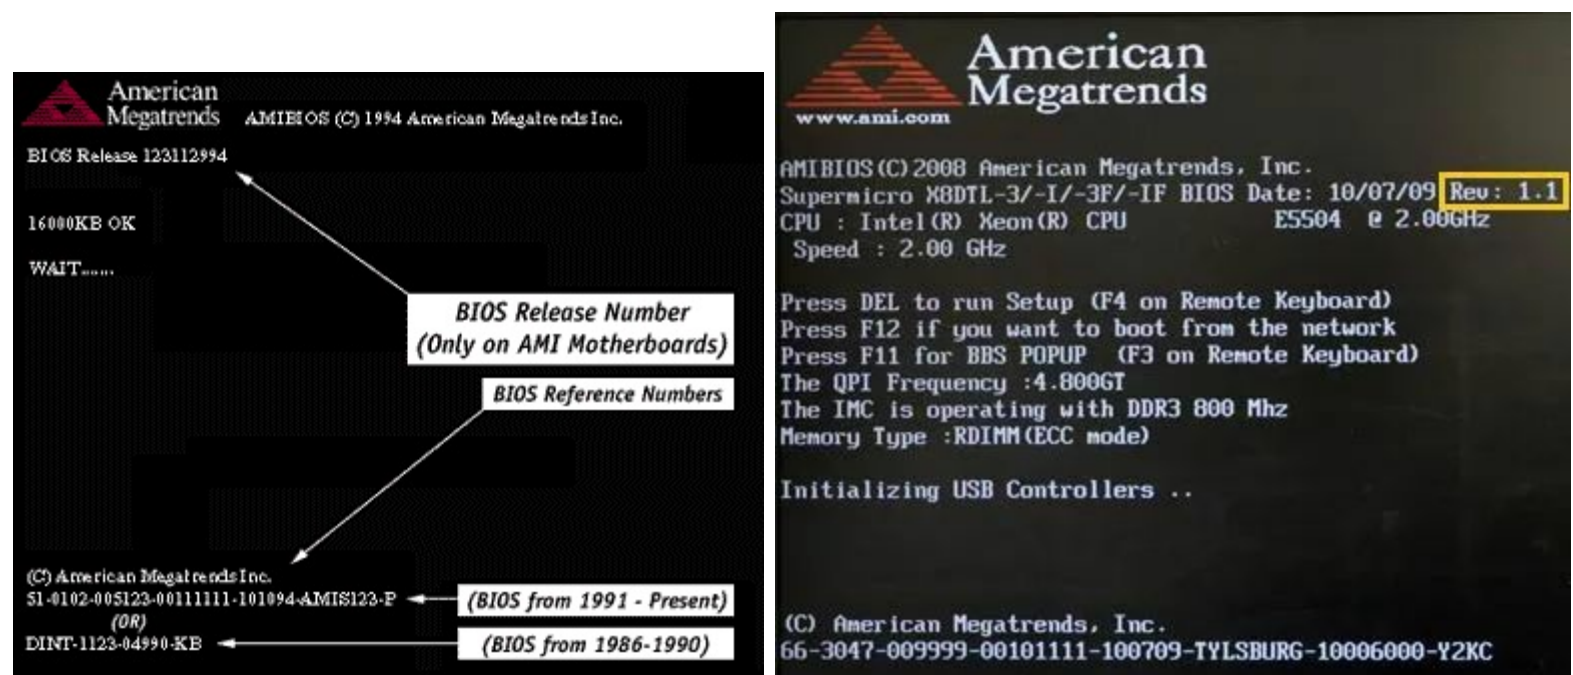 American
Megatrends
AMIBIOS (C) 1994 American Megatrends Inc.
BIOS Release 123112994
16000KB OK
WAIT......
BIOS Release Number
(Only on AMI Motherboards)
BIOS Reference Numbers
(C) American Megatrends Inc.
51-0102-005123-00111111-101094-AMIS123-P
(BIOS from 1991 - Present)
(OR)
DINT-1123-04990-KB
(BIOS from 1986-1990)
American
Megatrends
www.ami.com
AMIBIOS(C)2008 American Megatrends, Inc.
Supermicro X8DTL-3/-I/-3F/-IF BIOS Date: 10/07/09 Rev: 1.1
CPU : Intel(R) Xeon(R) CPU E5504 @ 2.00GHz
Speed : 2.00 GHz
Press DEL to run Setup (F4 on Remote Keyboard)
Press F12 if you want to boot from the network
Press F11 for BBS POPUP (F3 on Remote Keyboard)
The QPI Frequency :4.800GT
The IMC is operating with DDR3 800 Mhz
Memory Type :RDIMM(ECC mode)
Initializing USB Controllers ..
(C) American Megatrends, Inc.
66-3047-009999-00101111-100709-TYLSBURG-10006000-Y2KC